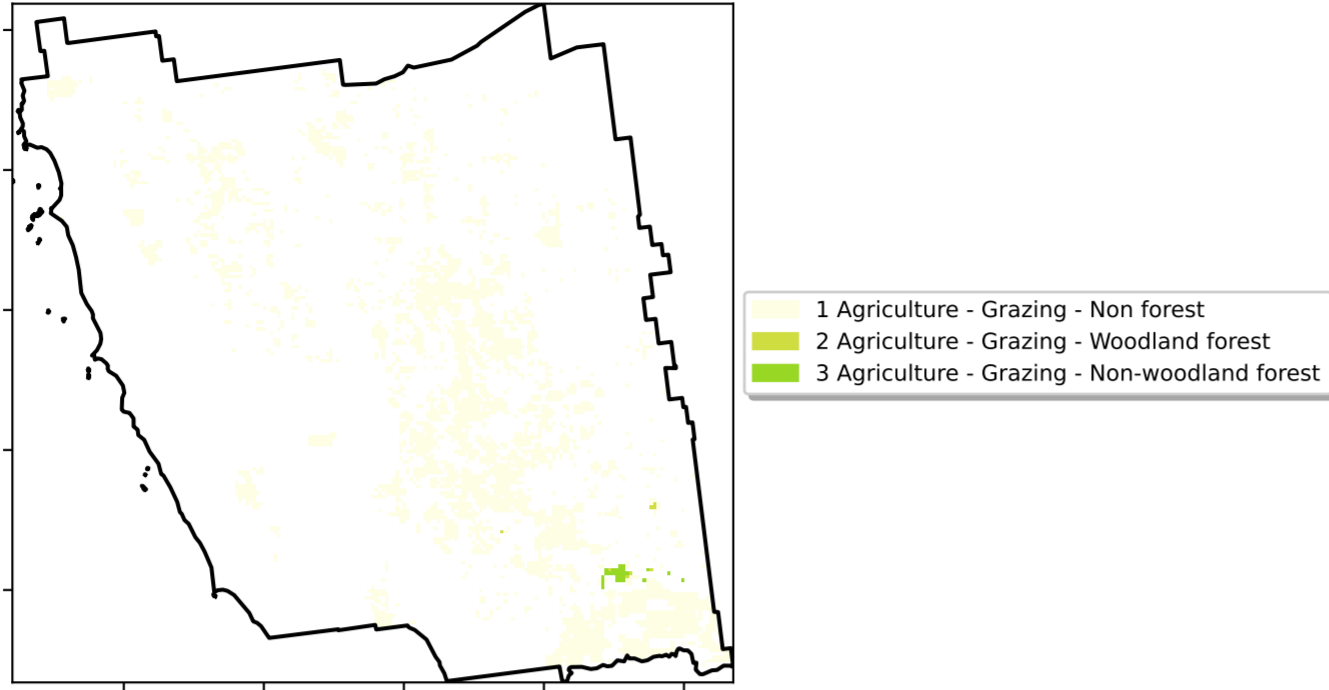 1 Agriculture - Grazing - Non forest
2 Agriculture - Grazing - Woodland forest
3 Agriculture - Grazing - Non-woodland forest